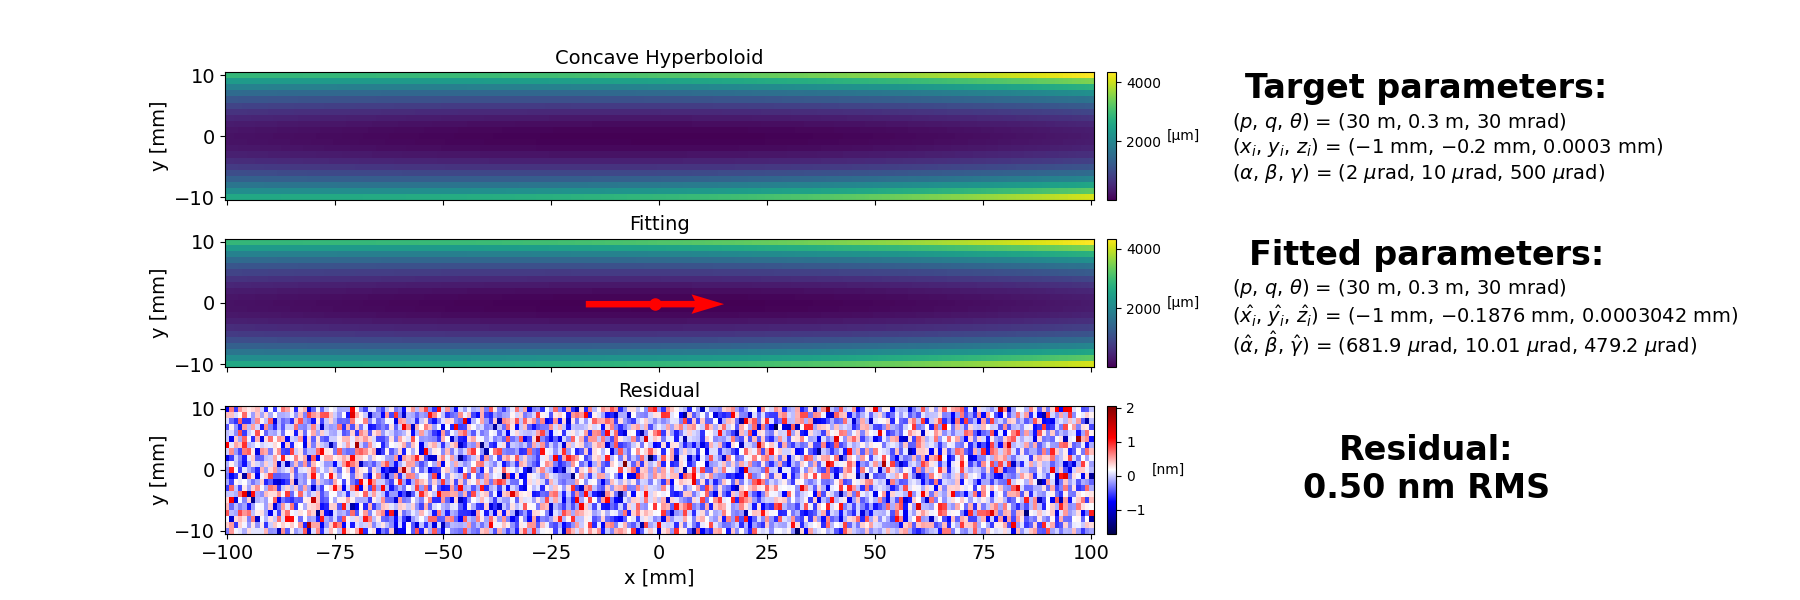 Concave Hyperboloid
10
0
−10
y [mm]
4000
2000
[μm]
Target parameters:
(p, q, θ) = (30 m, 0.3 m, 30 mrad)
(xᵢ, yᵢ, zᵢ) = (−1 mm, −0.2 mm, 0.0003 mm)
(α, β, γ) = (2 μrad, 10 μrad, 500 μrad)
Fitting
10
0
−10
y [mm]
4000
2000
[μm]
Fitted parameters:
(p, q, θ) = (30 m, 0.3 m, 30 mrad)
(x̂ᵢ, ŷᵢ, ẑᵢ) = (−1 mm, −0.1876 mm, 0.0003042 mm)
(α̂, β̂, γ̂) = (681.9 μrad, 10.01 μrad, 479.2 μrad)
Residual
10
0
−10
y [mm]
2
1
0
−1
[nm]
Residual:
0.50 nm RMS
−100 −75 −50 −25 0 25 50 75 100
x [mm]